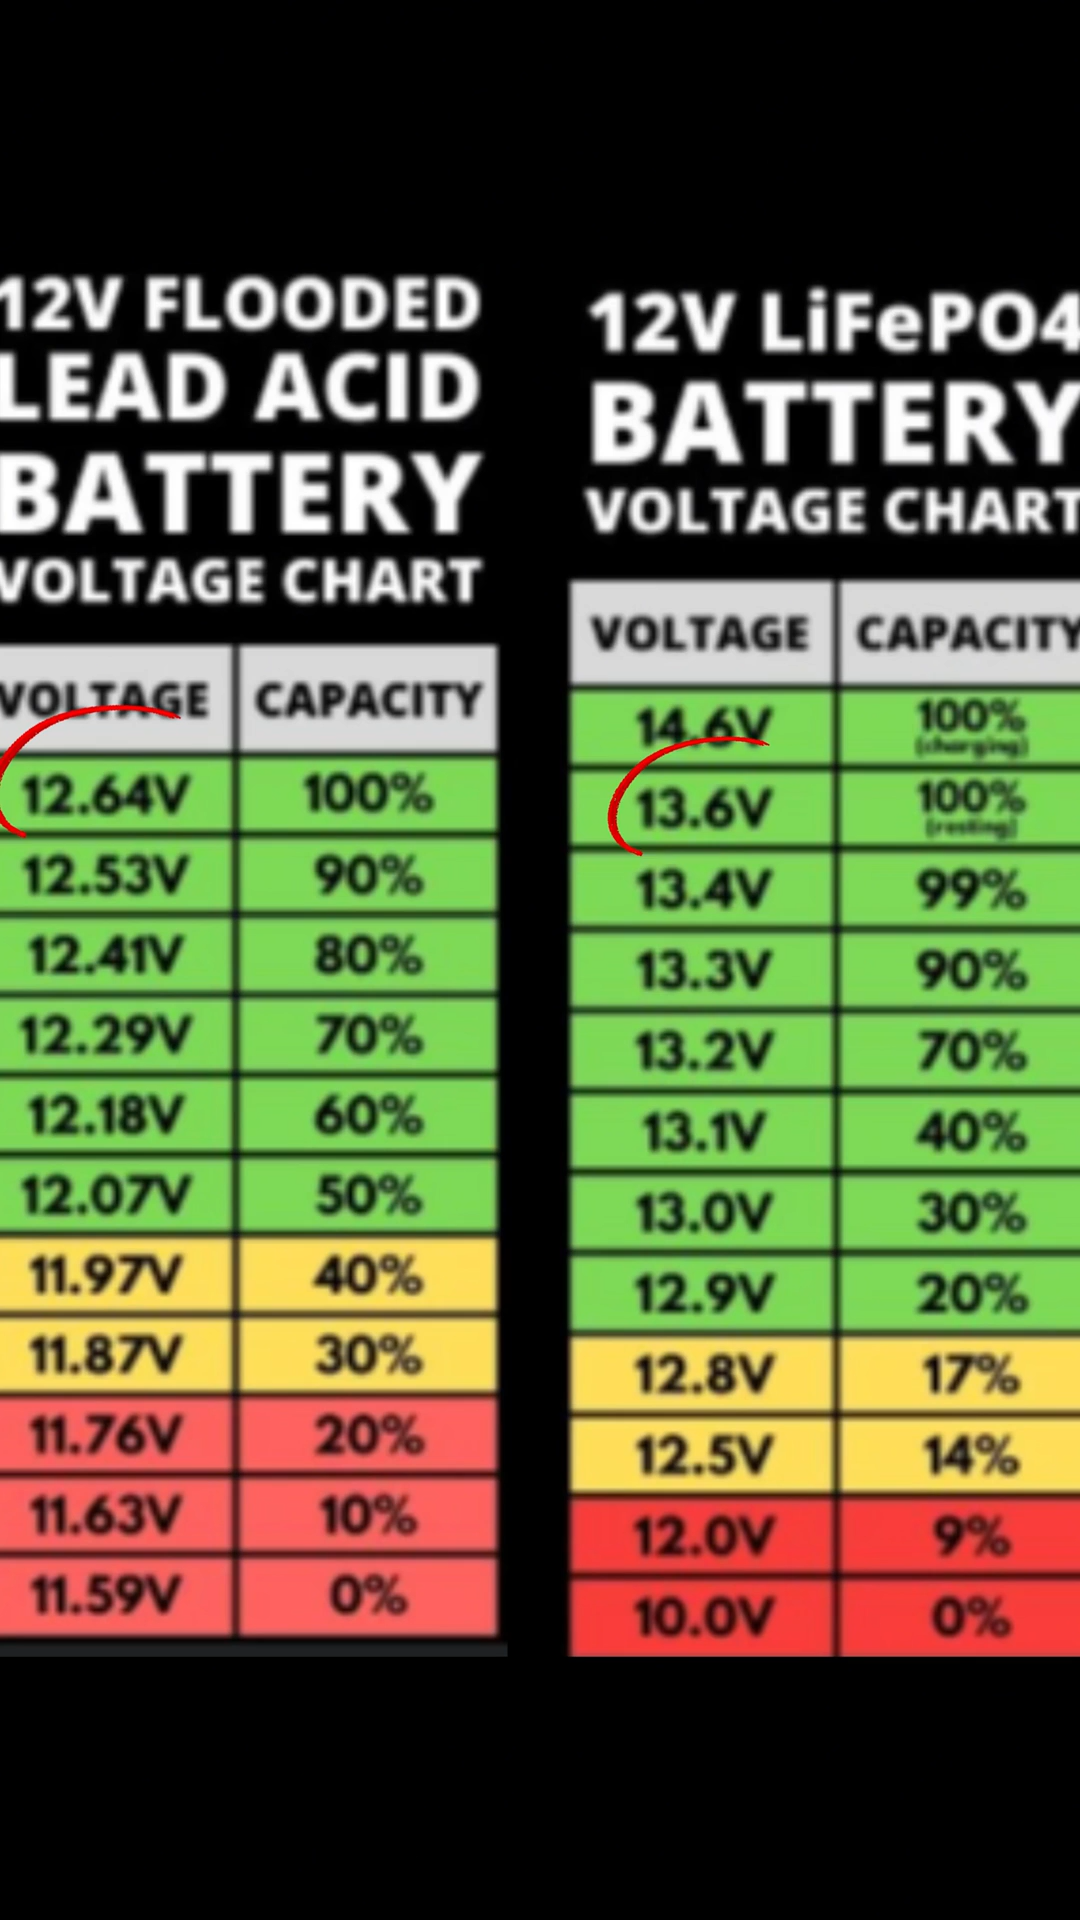 12V FLOODED
LEAD ACID
BATTERY
VOLTAGE CHART
VOLTAGE CAPACITY
12.64V 100%
12.53V 90%
12.41V 80%
12.29V 70%
12.18V 60%
12.07V 50%
11.97V 40%
11.87V 30%
11.76V 20%
11.63V 10%
11.59V 0%
12V LiFePO4
BATTERY
VOLTAGE CHART
VOLTAGE CAPACITY
14.6V 100%
(charging)
13.6V 100%
(resting)
13.4V 99%
13.3V 90%
13.2V 70%
13.1V 40%
13.0V 30%
12.9V 20%
12.8V 17%
12.5V 14%
12.0V 9%
10.0V 0%